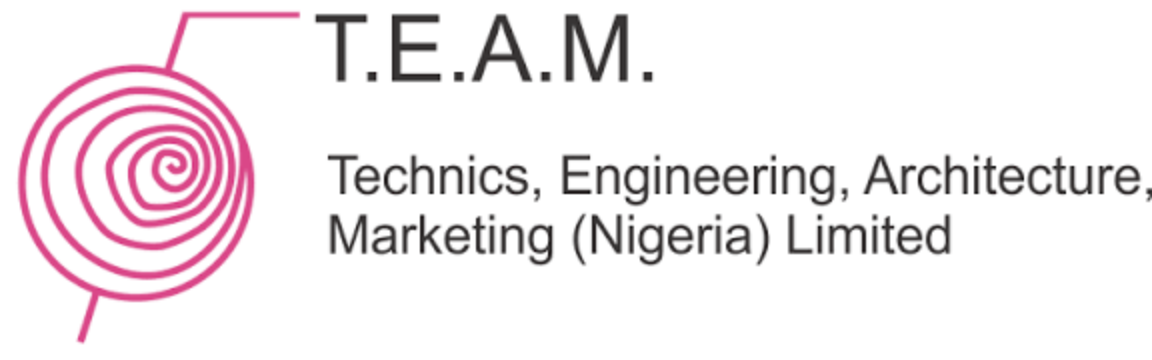 T.E.A.M.
Technics, Engineering, Architecture,
Marketing (Nigeria) Limited